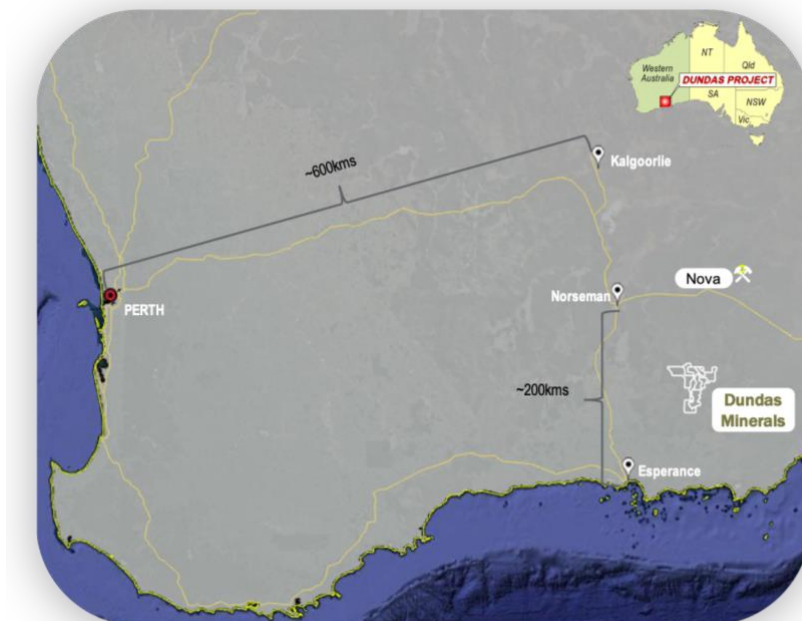 Western
Australia
NT
Qld
DUNDAS PROJECT
SA
NSW
Vic
~600kms
Kalgoorlie
Nova
Norseman
PERTH
~200kms
Dundas
Minerals
Esperance